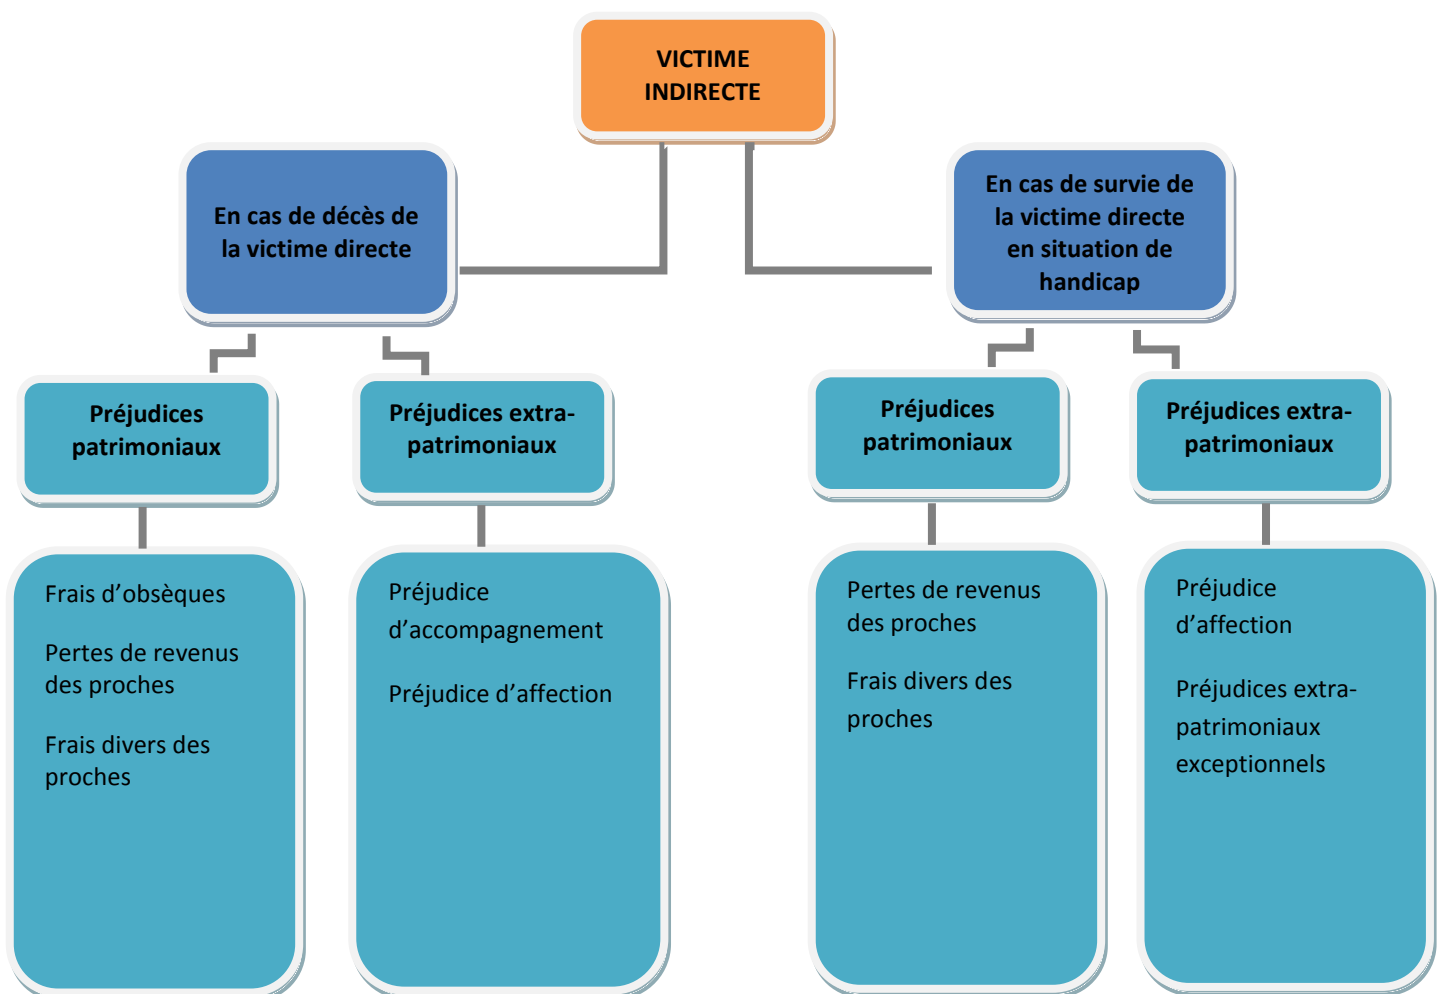 VICTIME
INDIRECTE
En cas de décès de
la victime directe
En cas de survie de
la victime directe
en situation de
handicap
Préjudices
patrimoniaux
Préjudices extra-
patrimoniaux
Préjudices
patrimoniaux
Préjudices extra-
patrimoniaux
Frais d’obsèques
Pertes de revenus
des proches
Frais divers des
proches
Préjudice
d’accompagnement
Préjudice d’affection
Pertes de revenus
des proches
Frais divers des
proches
Préjudice
d’affection
Préjudices extra-
patrimoniaux
exceptionnels